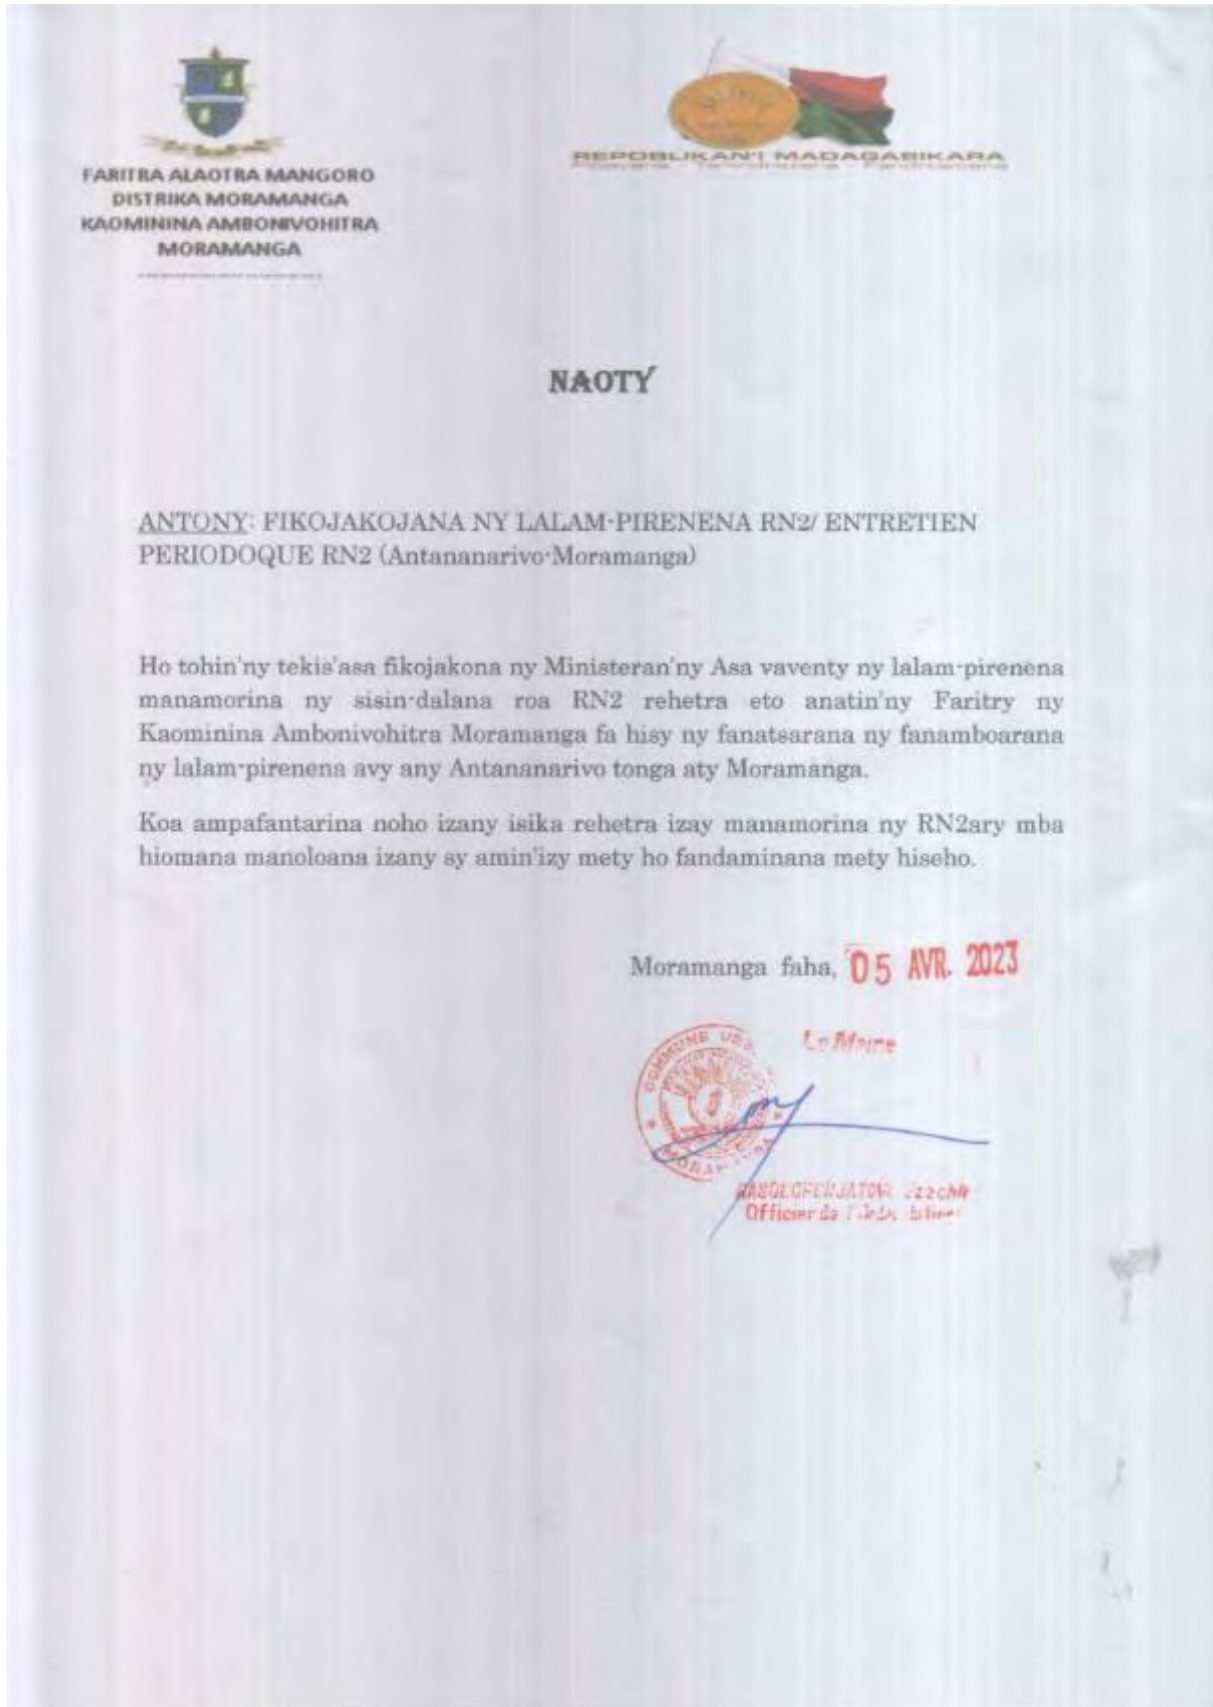 FARITRA ALAOTRA MANGORO
DISTRIKA MORAMANGA
KAOMININA AMBONIVOHITRA
MORAMANGA
REPOBLIKAN'I MADAGASIKARA
NAOTY
ANTONY: FIKOJAKOJANA NY LALAM-PIRENENA RN2/ ENTRETIEN
PERIODOQUE RN2 (Antananarivo-Moramanga)
Ho tohin'ny tekis'asa fikojakona ny Ministeran'ny Asa vaventy ny lalam-pirenena
manamorina ny sisin-dalana roa RN2 rehetra eto anatin'ny Faritry ny
Kaominina Ambonivohitra Moramanga fa hisy ny fanatsarana ny fanamboarana
ny lalam-pirenena avy any Antananarivo tonga aty Moramanga.
Koa ampafantarina noho izany isika rehetra izay manamorina ny RN2ary mba
hiomana manoloana izany sy amin'izy mety ho fandaminana mety hiseho.
Moramanga faha, 05 AVR. 2023
Le Maire
COMMUNE
Officier de